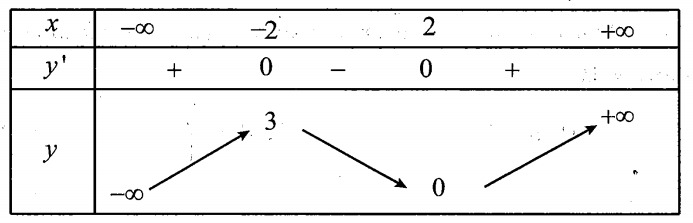 x −∞ −2 2 +∞
y' + 0 − 0 +
3 +∞
y
−∞ 0